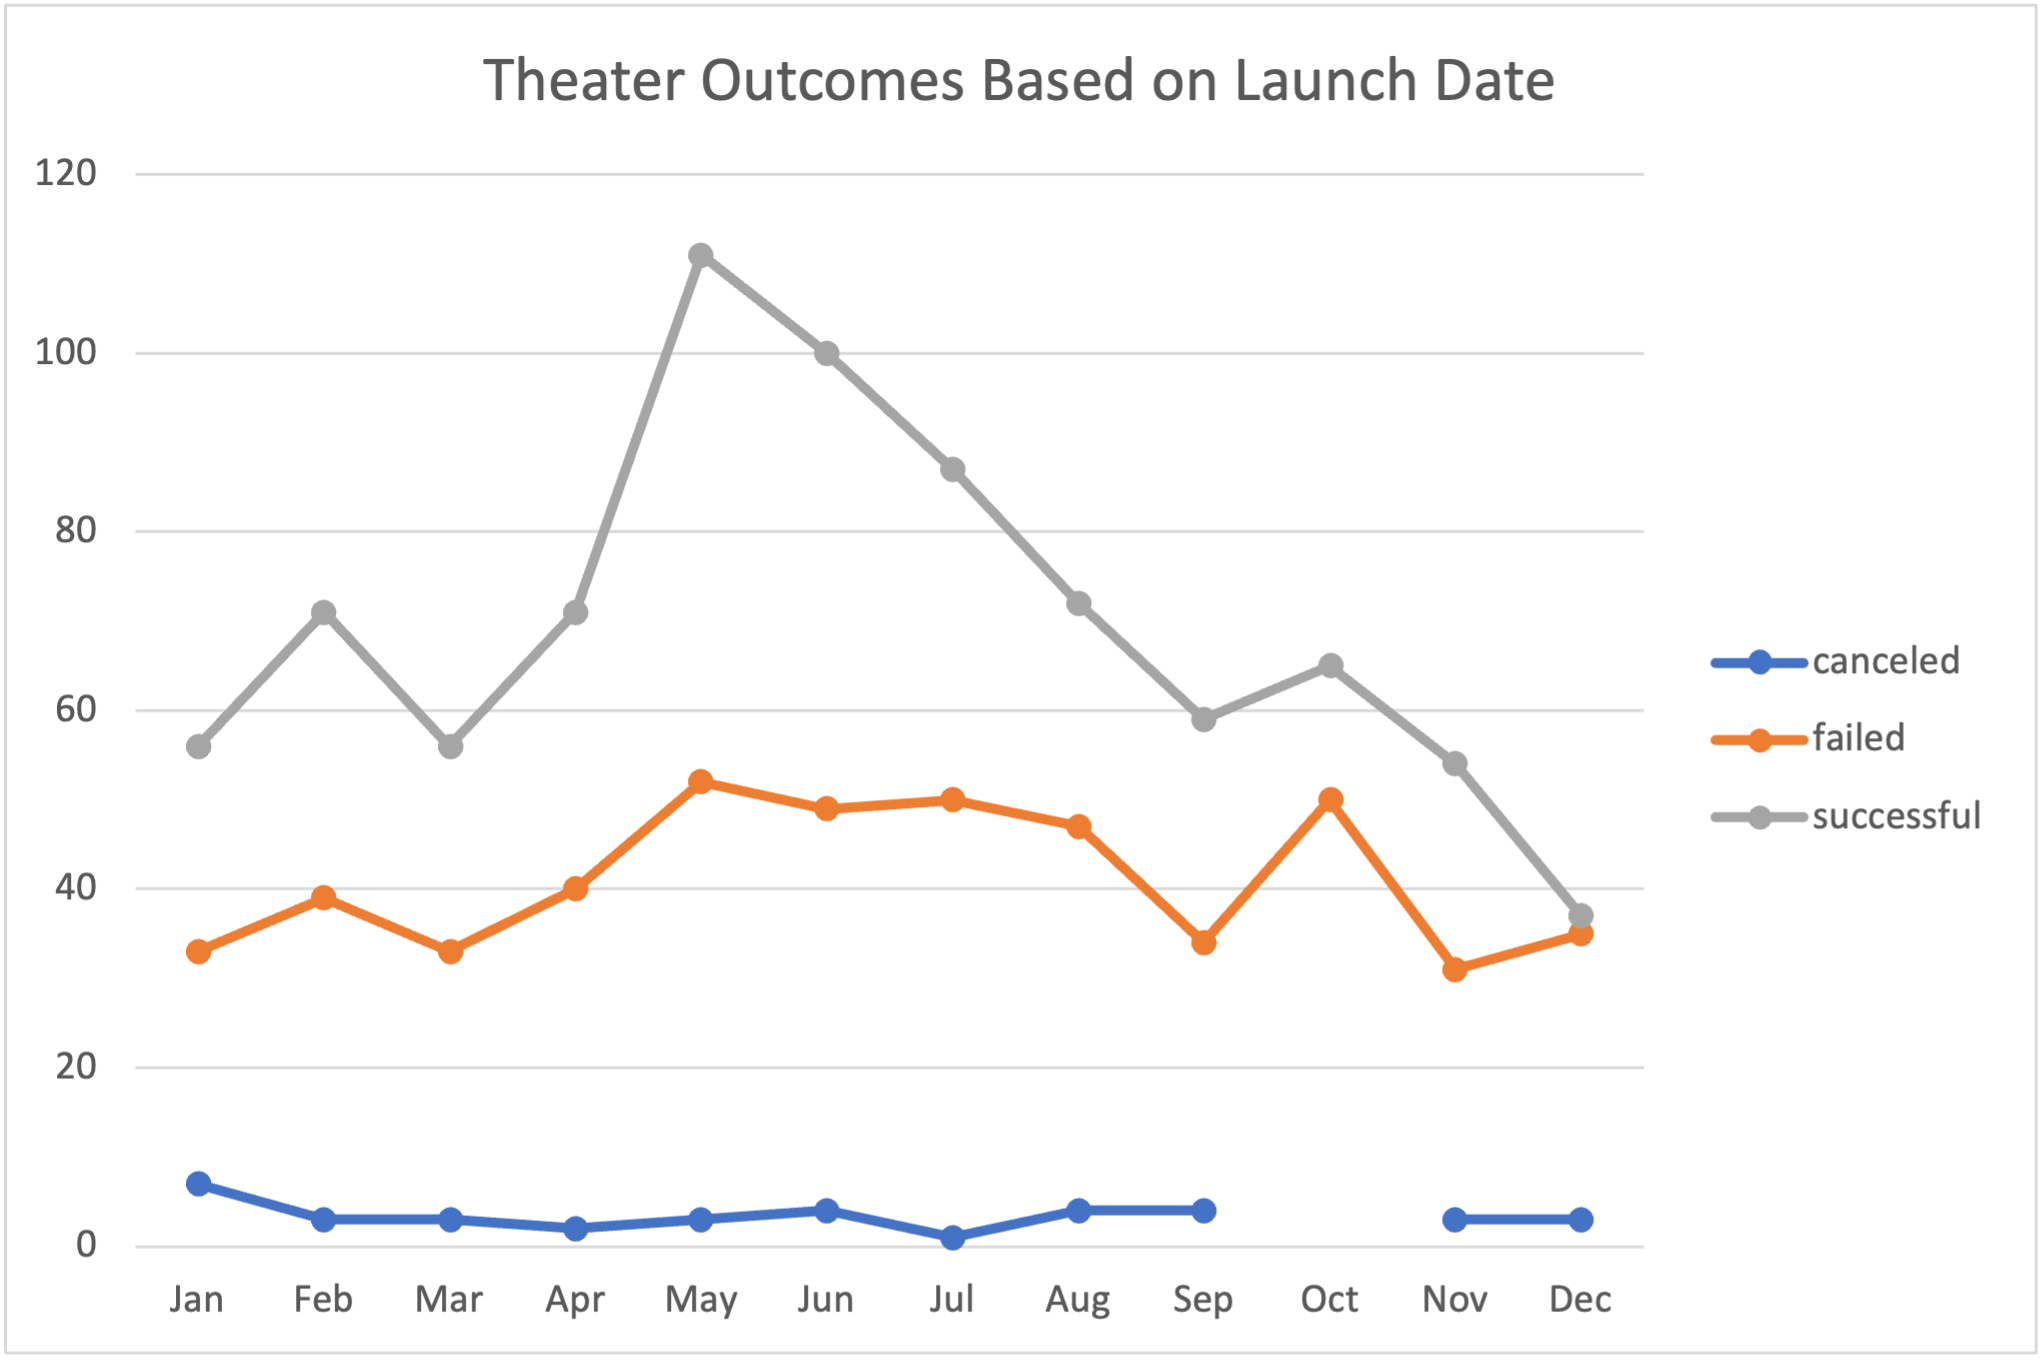 Theater Outcomes Based on Launch Date
120
100
80
60
40
20
0
Jan Feb Mar Apr May Jun Jul Aug Sep Oct Nov Dec
canceled
failed
successful